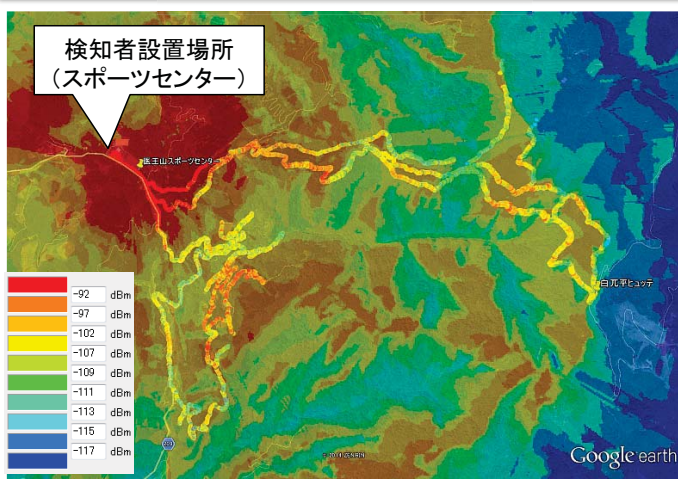 検知者設置場所
（スポーツセンター）
医王山スポーツセンター
白兀平ヒュッテ
-92 dBm
-97 dBm
-102 dBm
-107 dBm
-109 dBm
-111 dBm
-113 dBm
-115 dBm
-117 dBm
Google earth